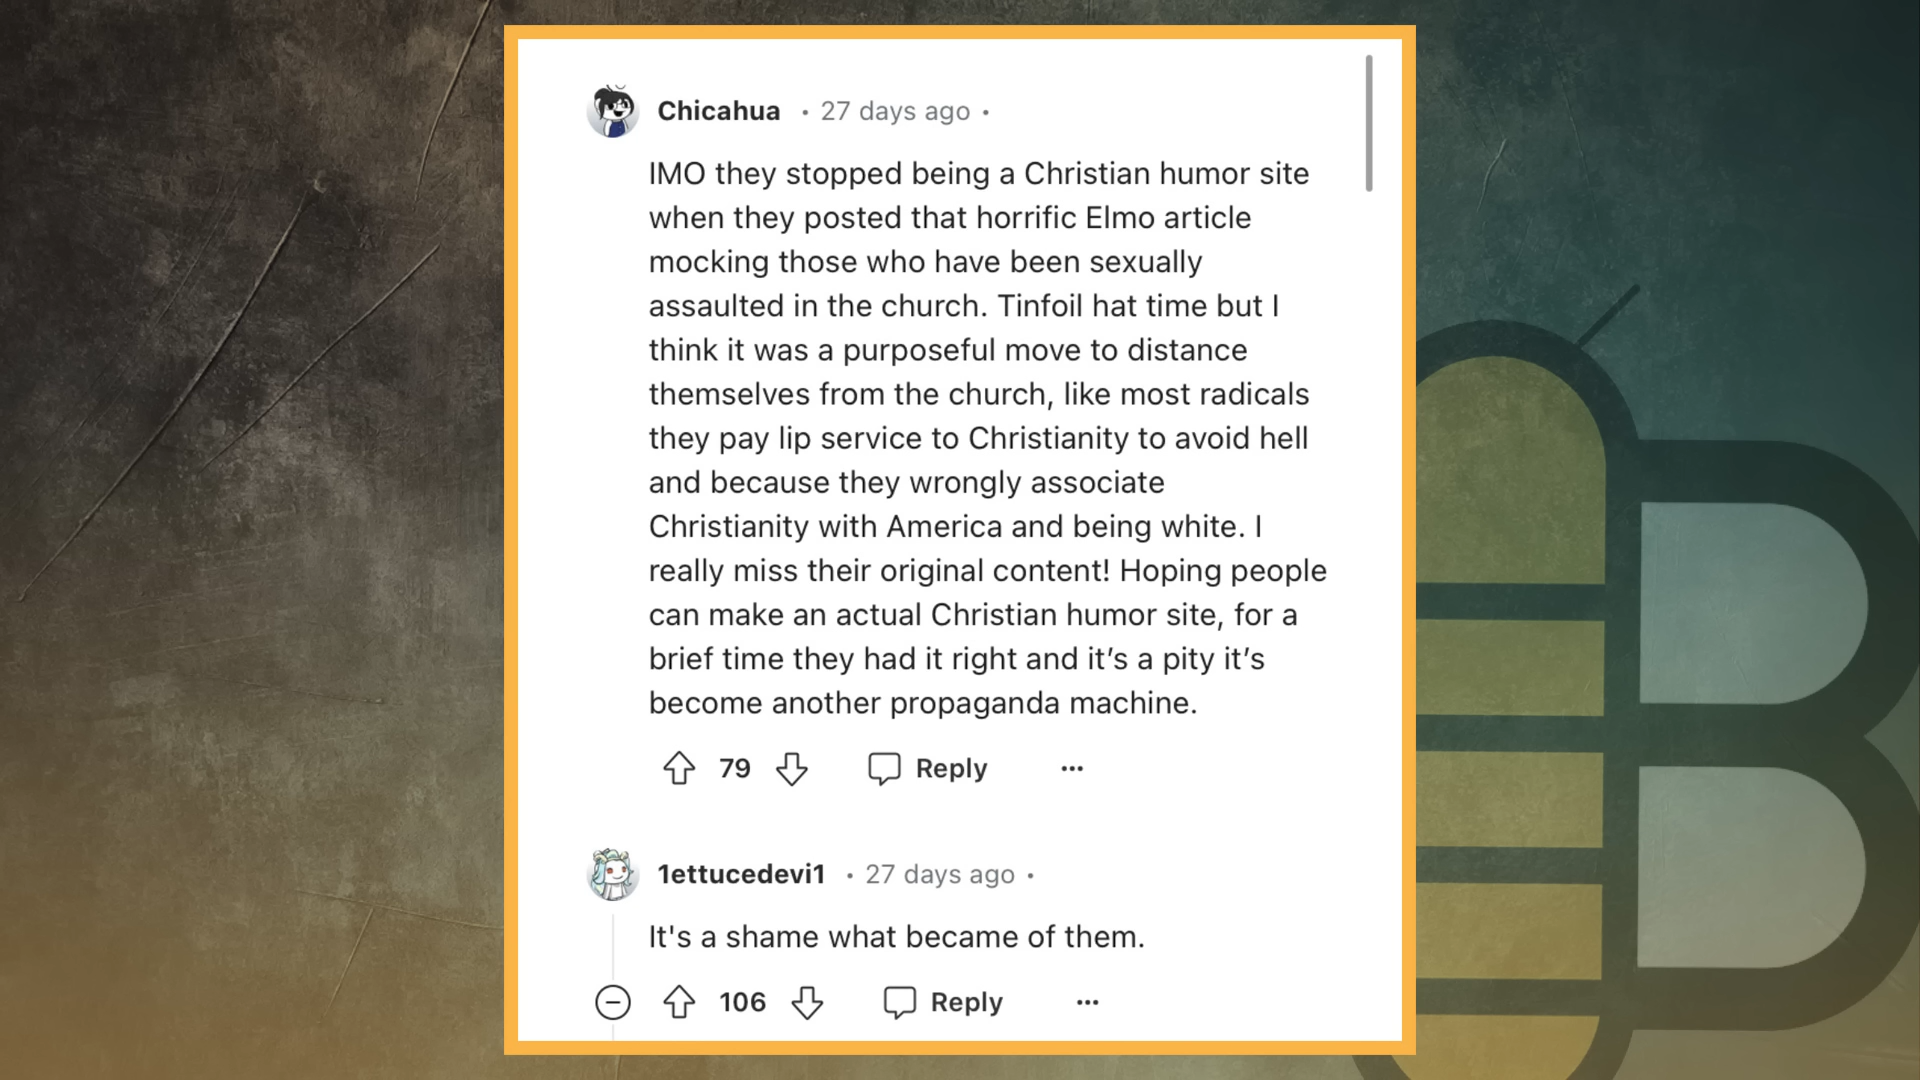 Chicahua • 27 days ago •
IMO they stopped being a Christian humor site
when they posted that horrific Elmo article
mocking those who have been sexually
assaulted in the church. Tinfoil hat time but I
think it was a purposeful move to distance
themselves from the church, like most radicals
they pay lip service to Christianity to avoid hell
and because they wrongly associate
Christianity with America and being white. I
really miss their original content! Hoping people
can make an actual Christian humor site, for a
brief time they had it right and it’s a pity it’s
become another propaganda machine.
79 Reply ...
1ettucedevi1 • 27 days ago •
It's a shame what became of them.
106 Reply ...